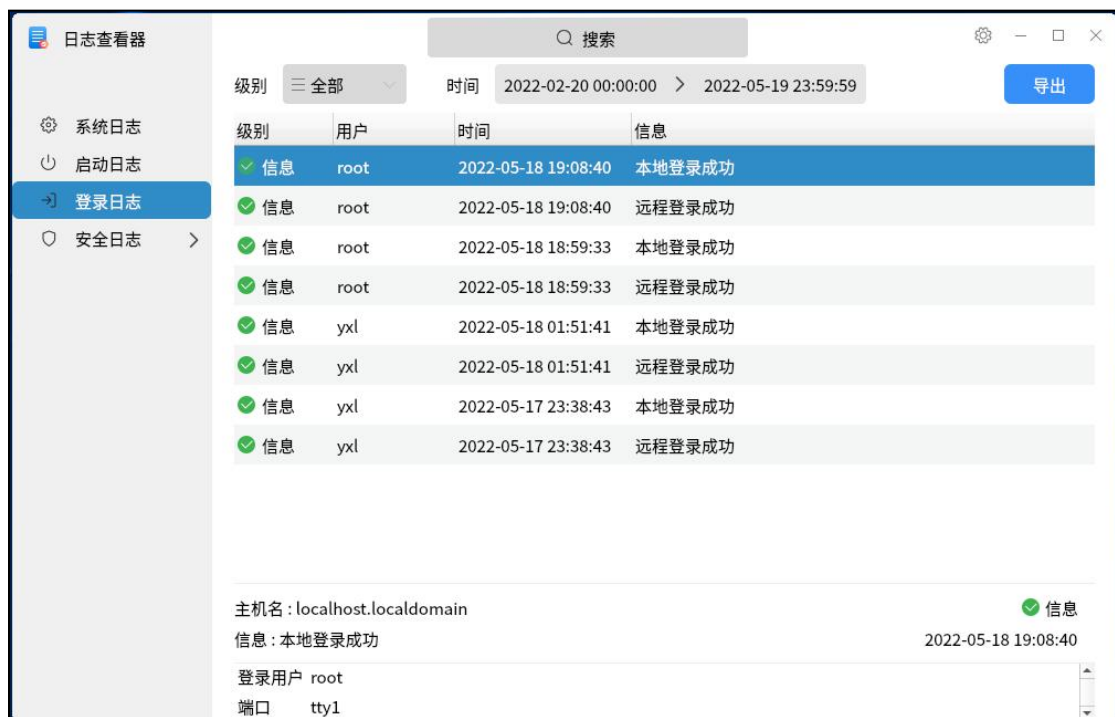 日志查看器 搜索
级别 全部 时间 2022-02-20 00:00:00 > 2022-05-19 23:59:59 导出
系统日志
启动日志
登录日志
安全日志 >
级别 用户 时间 信息
信息 root 2022-05-18 19:08:40 本地登录成功
信息 root 2022-05-18 19:08:40 远程登录成功
信息 root 2022-05-18 18:59:33 本地登录成功
信息 root 2022-05-18 18:59:33 远程登录成功
信息 yxl 2022-05-18 01:51:41 本地登录成功
信息 yxl 2022-05-18 01:51:41 远程登录成功
信息 yxl 2022-05-17 23:38:43 本地登录成功
信息 yxl 2022-05-17 23:38:43 远程登录成功
主机名 : localhost.localdomain 信息
信息 : 本地登录成功 2022-05-18 19:08:40
登录用户 root
端口 tty1